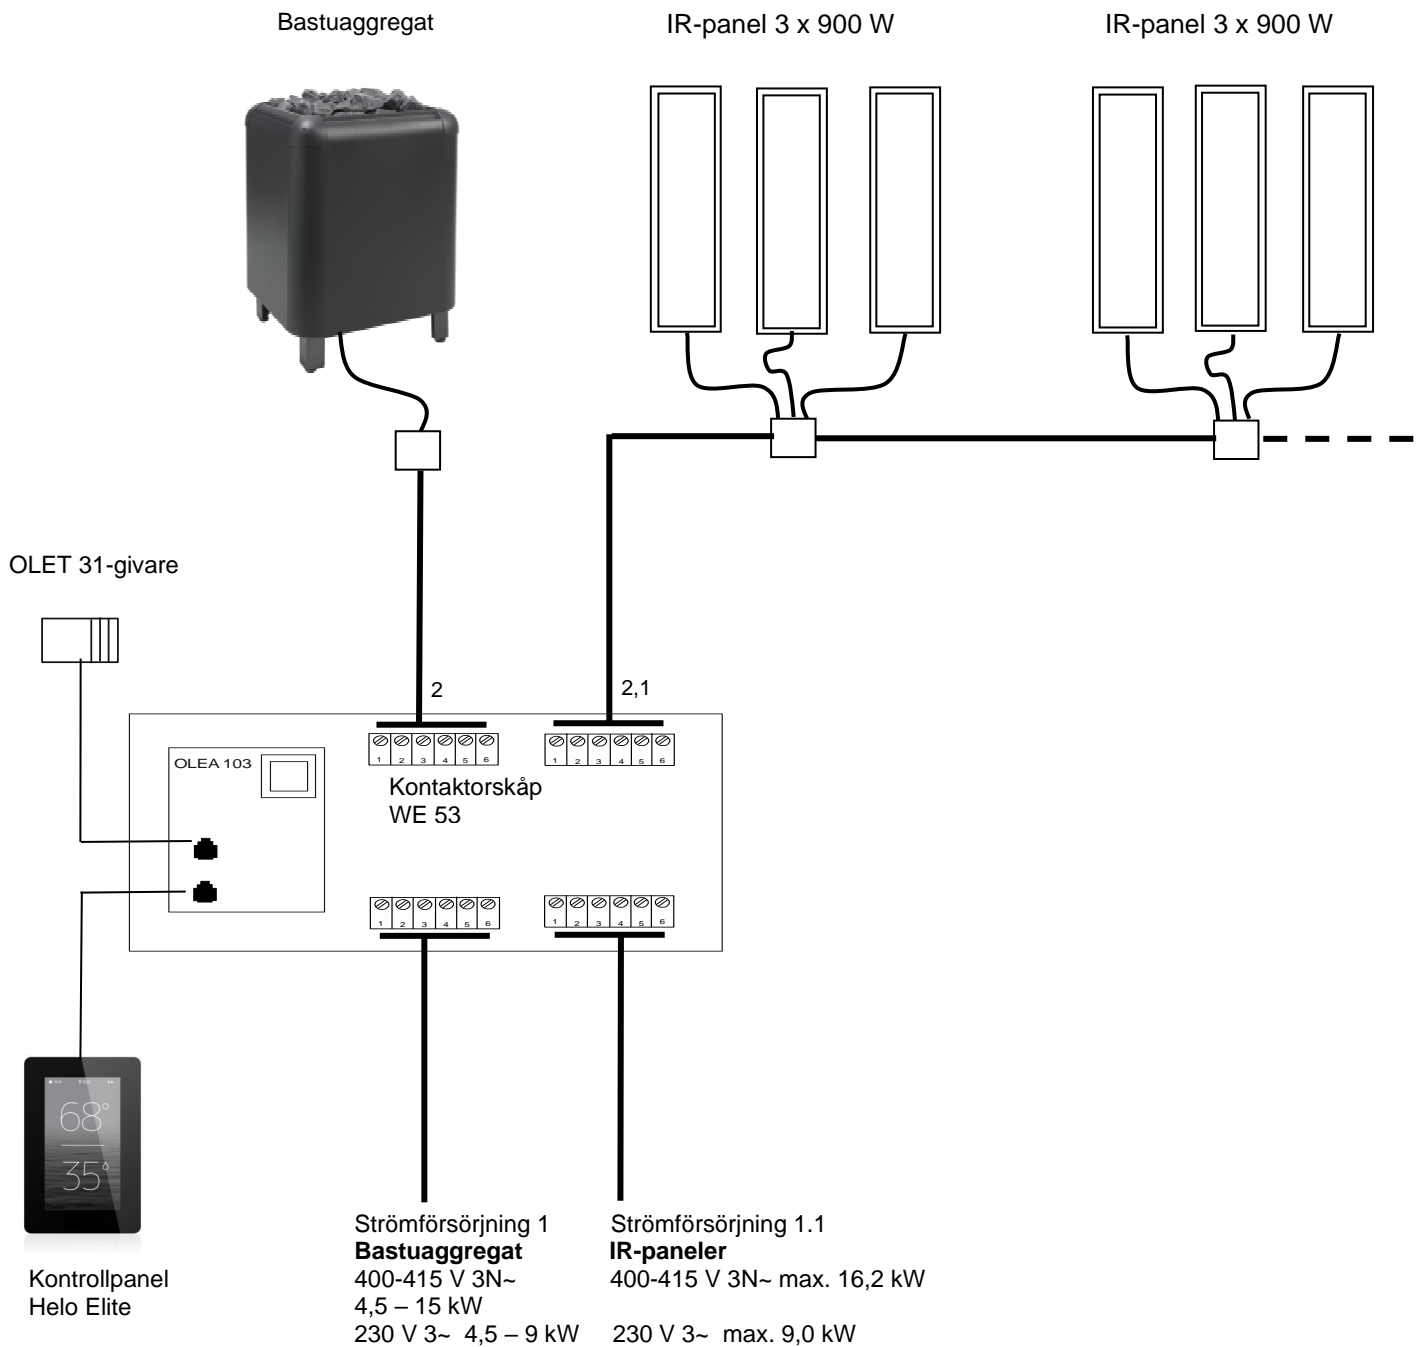 Bastuaggregat
IR-panel 3 x 900 W
IR-panel 3 x 900 W
OLET 31-givare
2
2,1
1 2 3 4 5 6
1 2 3 4 5 6
OLEA 103
Kontaktorskåp
WE 53
1 2 3 4 5 6
1 2 3 4 5 6
68°
35°
Kontrollpanel
Helo Elite
Strömförsörjning 1
Bastuaggregat
400-415 V 3N~
4,5 – 15 kW
230 V 3~ 4,5 – 9 kW
Strömförsörjning 1.1
IR-paneler
400-415 V 3N~ max. 16,2 kW
230 V 3~ max. 9,0 kW